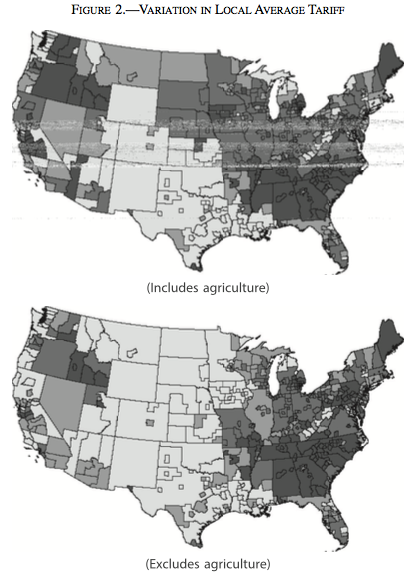 FIGURE 2.—VARIATION IN LOCAL AVERAGE TARIFF
(Includes agriculture)
(Excludes agriculture)